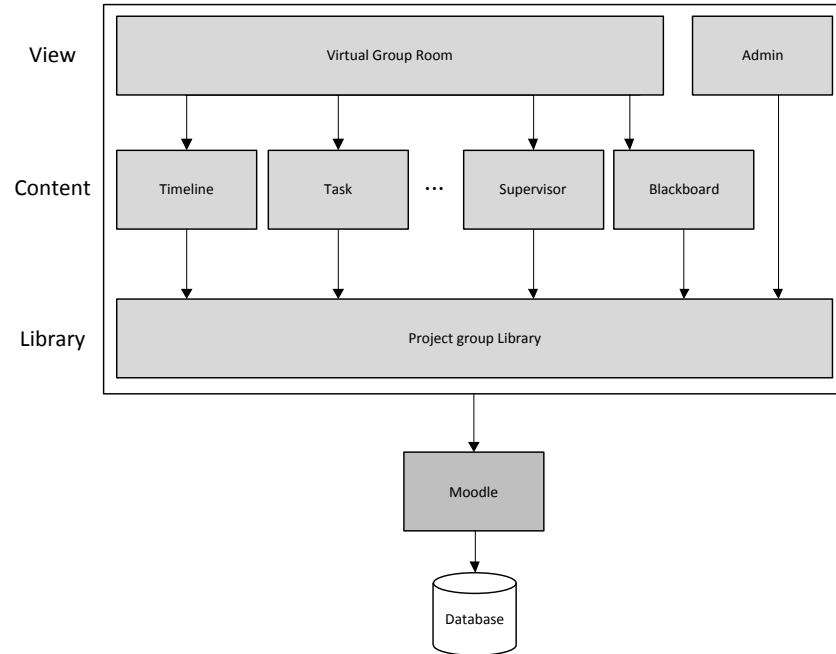 View
Virtual Group Room
Admin
Content
Timeline
Task
...
Supervisor
Blackboard
Library
Project group Library
Moodle
Database